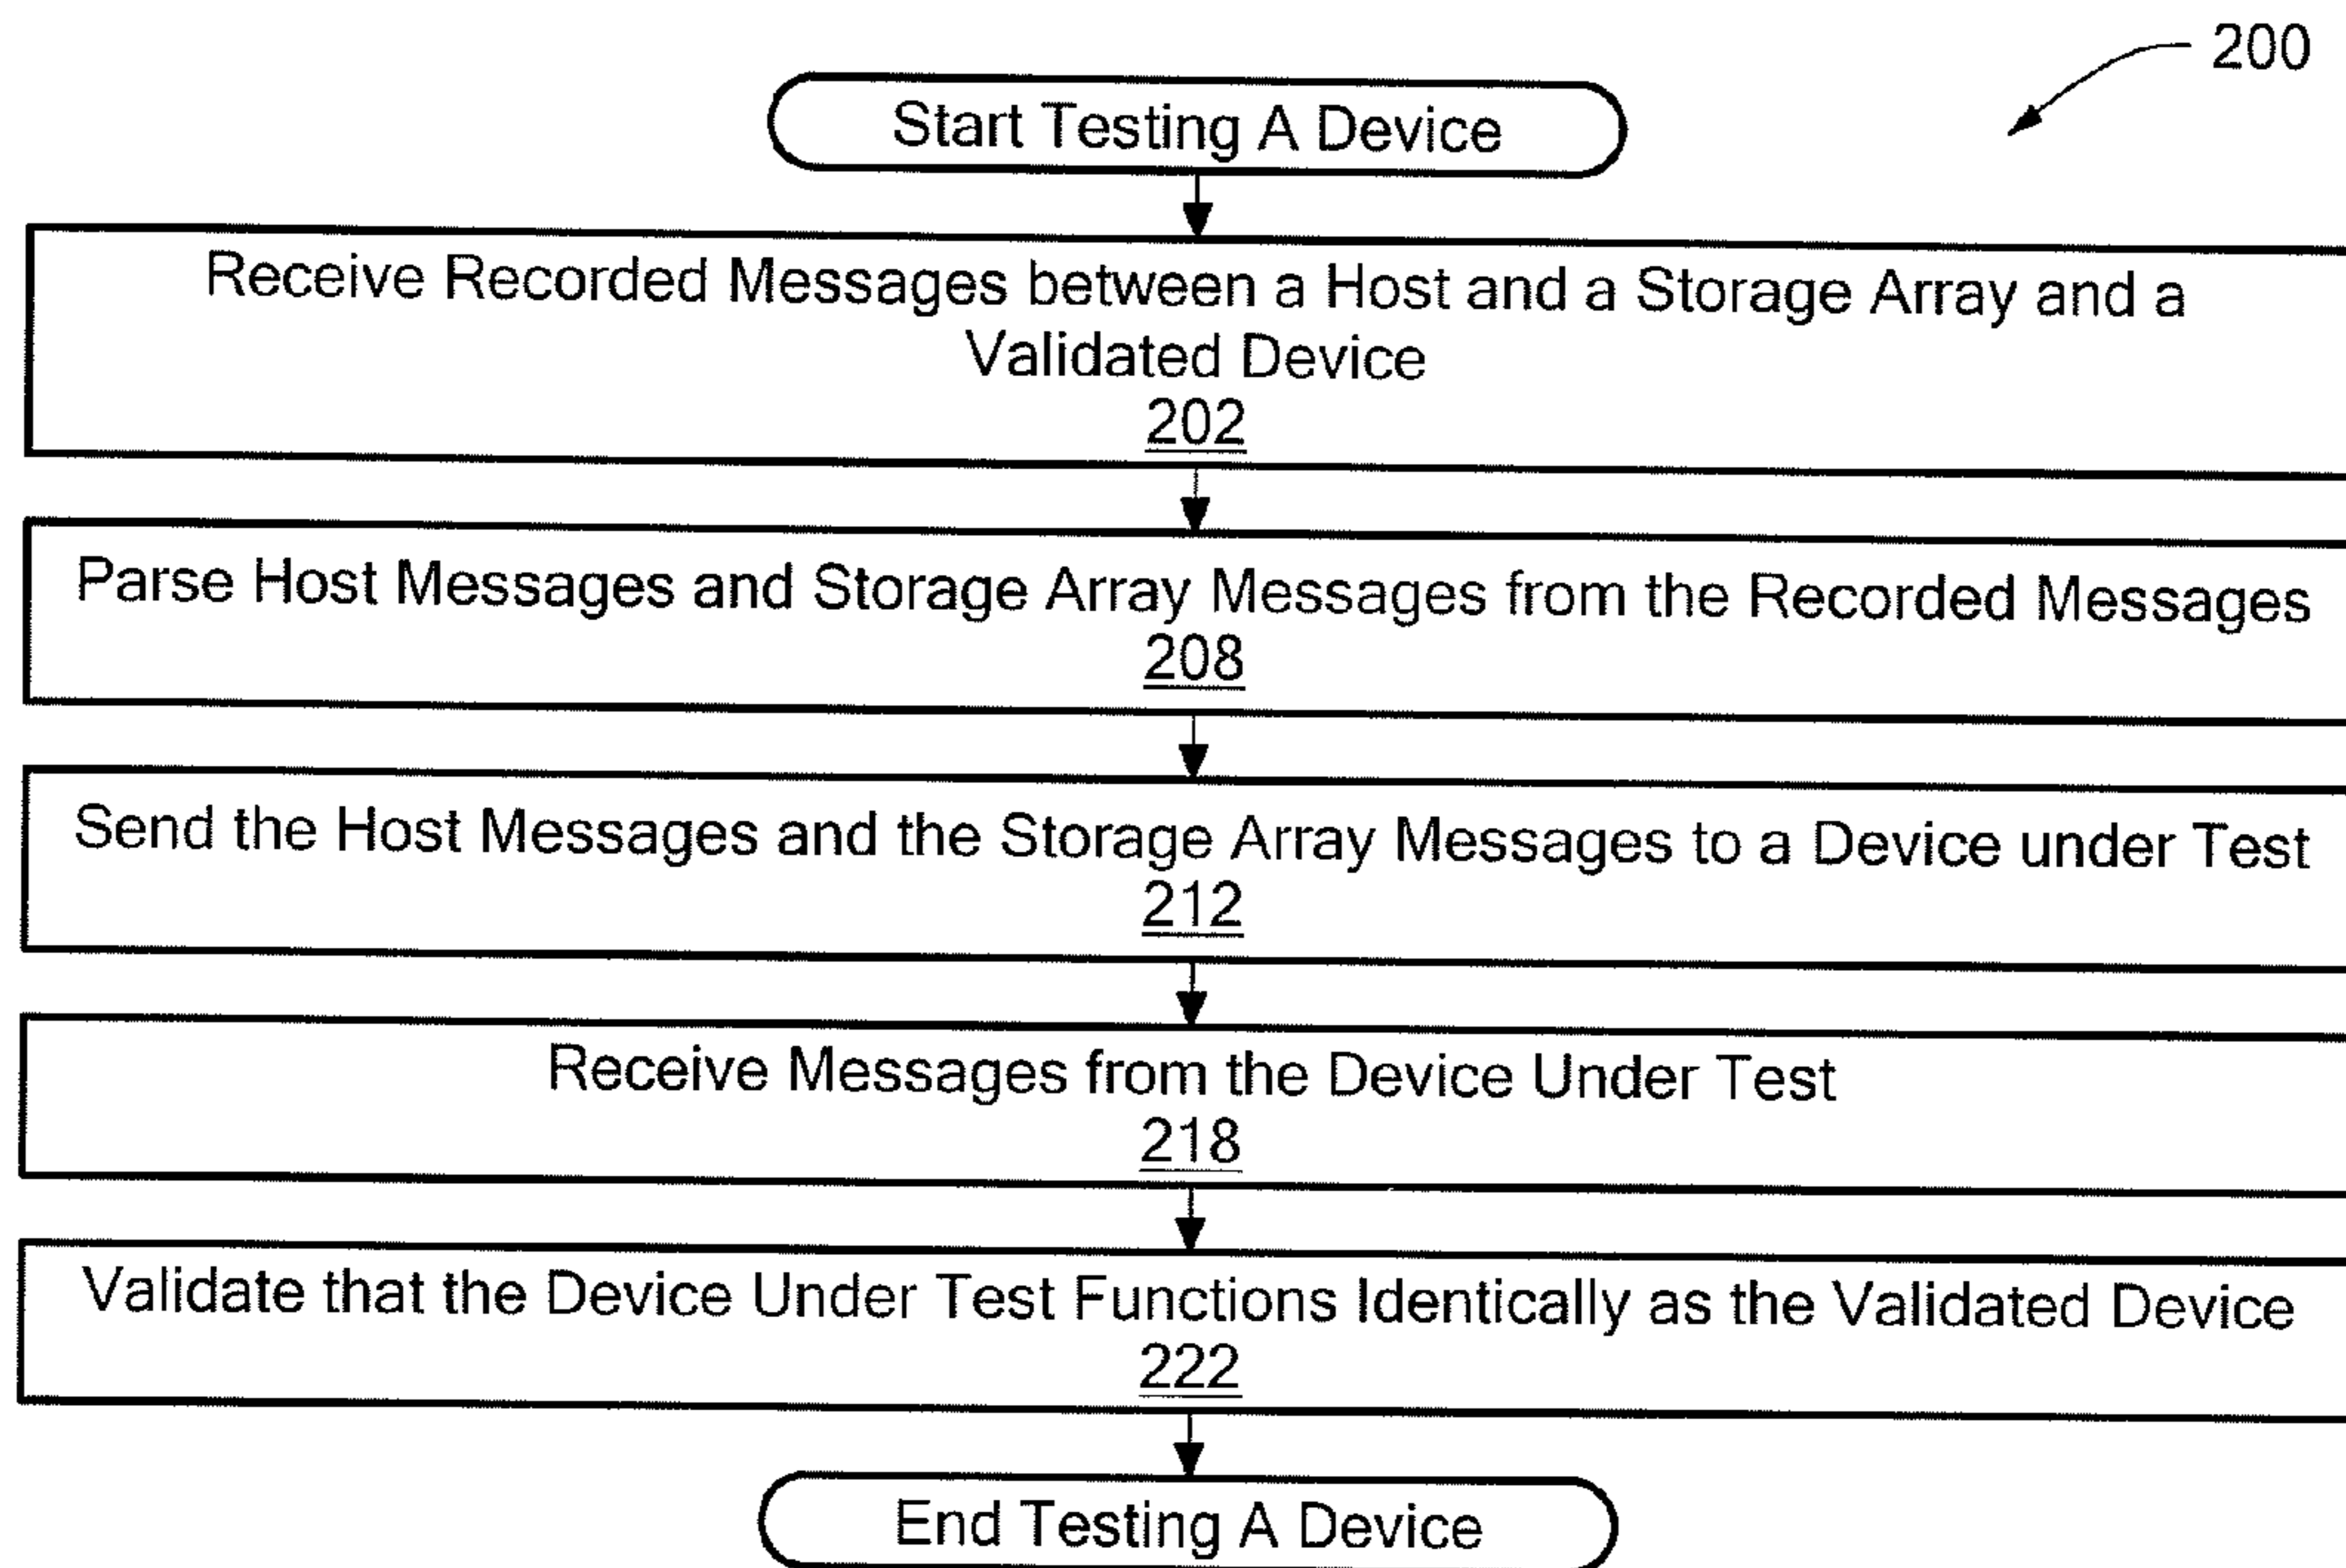 200
Start Testing A Device
Receive Recorded Messages between a Host and a Storage Array and a
Validated Device
202
Parse Host Messages and Storage Array Messages from the Recorded Messages
208
Send the Host Messages and the Storage Array Messages to a Device under Test
212
Receive Messages from the Device Under Test
218
Validate that the Device Under Test Functions Identically as the Validated Device
222
End Testing A Device